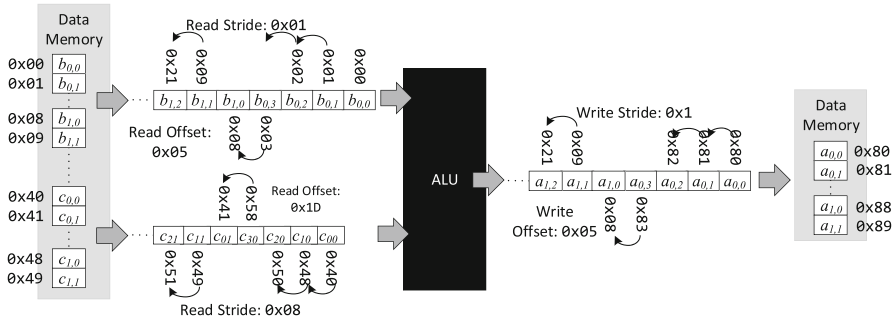 Data
Memory
0x00
0x01
0x08
0x09
0x40
0x41
0x48
0x49
b0,0
b0,1
b1,0
b1,1
c0,0
c0,1
c1,0
c1,1
Read Stride: 0x01
0x21
0x09
0x02
0x01
0x00
b1,2 b1,1 b1,0 b0,3 b0,2 b0,1 b0,0
Read Offset:
0x05
0x08
0x03
0x41
0x58
Read Offset:
0x1D
c21 c11 c01 c30 c20 c10 c00
0x51
0x49
0x50
0x48
0x40
Read Stride: 0x08
ALU
Write Stride: 0x1
0x21
0x09
0x82
0x81
0x80
a1,2 a1,1 a1,0 a0,3 a0,2 a0,1 a0,0
Write
Offset: 0x05
0x08
0x83
Data
Memory
a0,0 0x80
a0,1 0x81
a1,0 0x88
a1,1 0x89